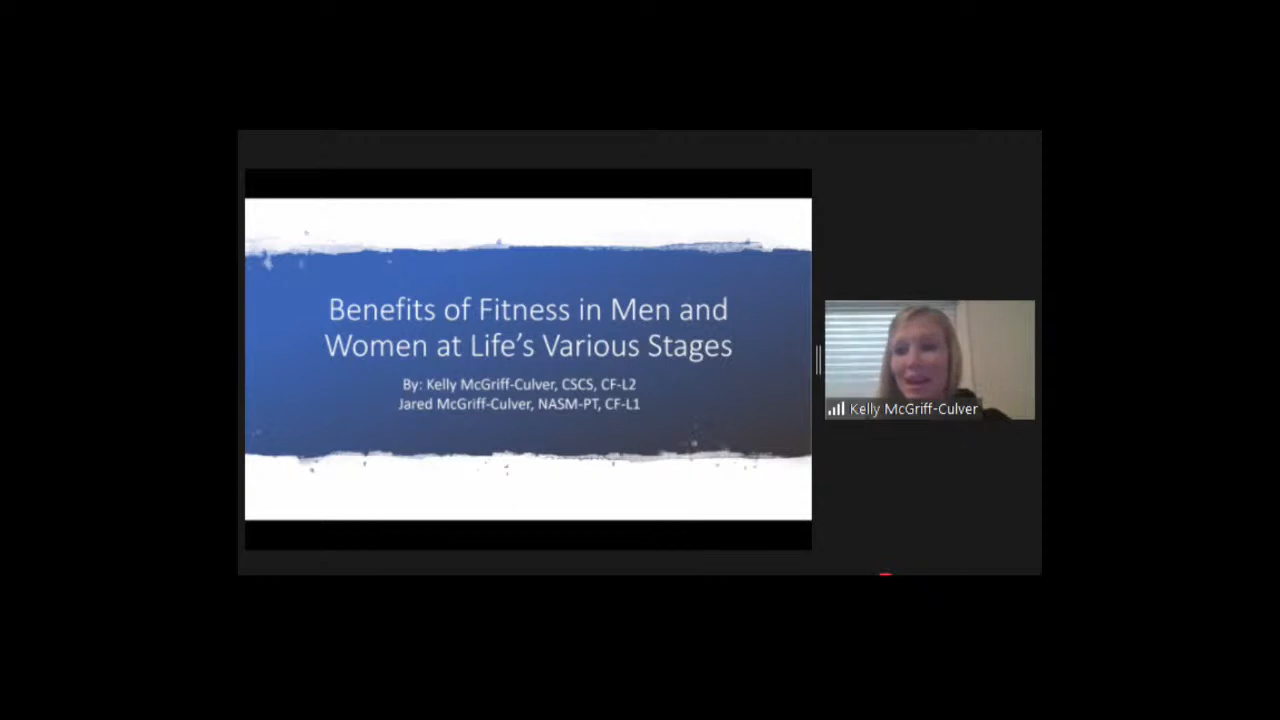 Benefits of Fitness in Men and
Women at Life's Various Stages
By: Kelly McGriff-Culver, CSCS, CF-L2
Jared McGriff-Culver, NASM-PT, CF-L1
Kelly McGriff-Culver